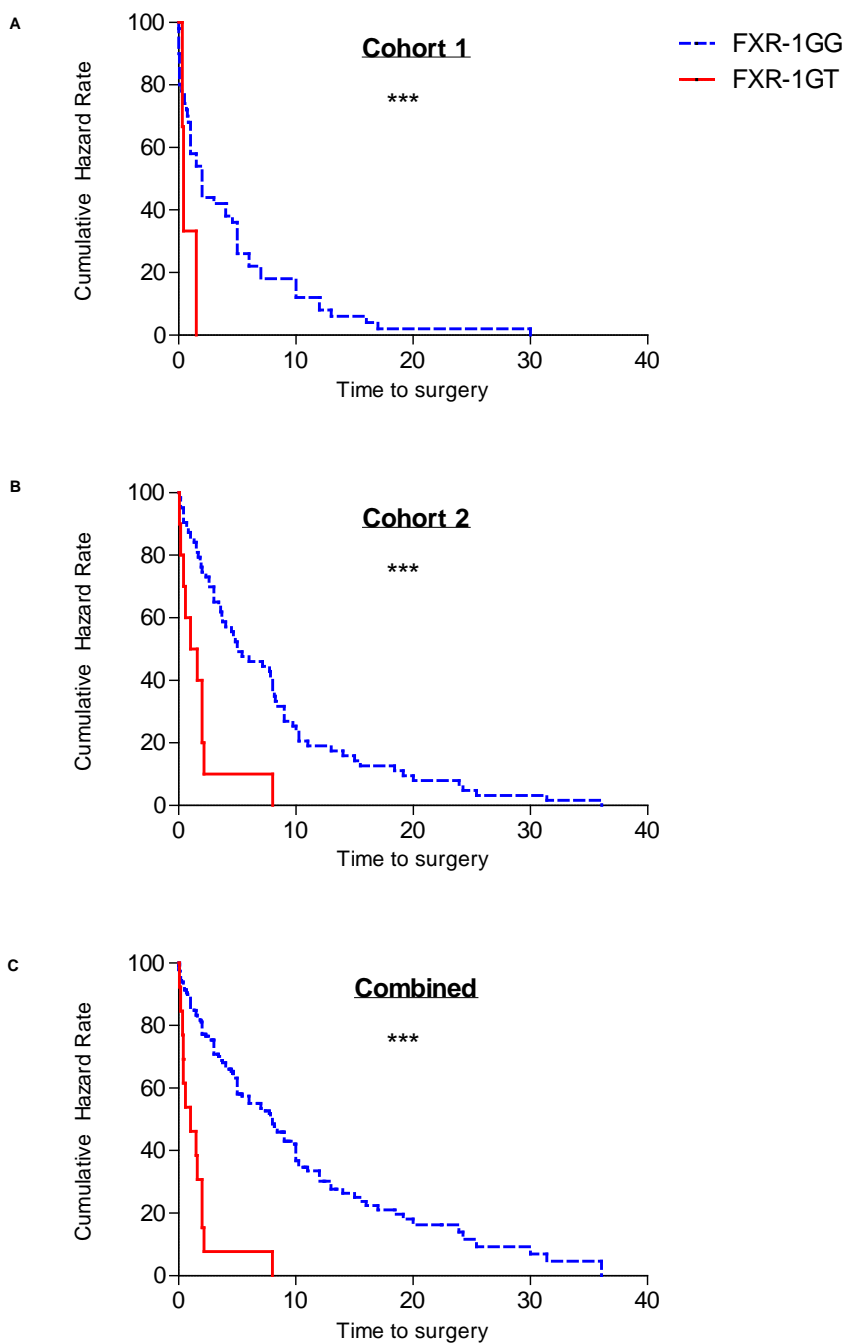 A
Cohort 1
***
FXR-1GG
FXR-1GT
Cumulative Hazard Rate
100
80
60
40
20
0
0 10 20 30 40
Time to surgery
B
Cohort 2
***
Cumulative Hazard Rate
100
80
60
40
20
0
0 10 20 30 40
Time to surgery
C
Combined
***
Cumulative Hazard Rate
100
80
60
40
20
0
0 10 20 30 40
Time to surgery